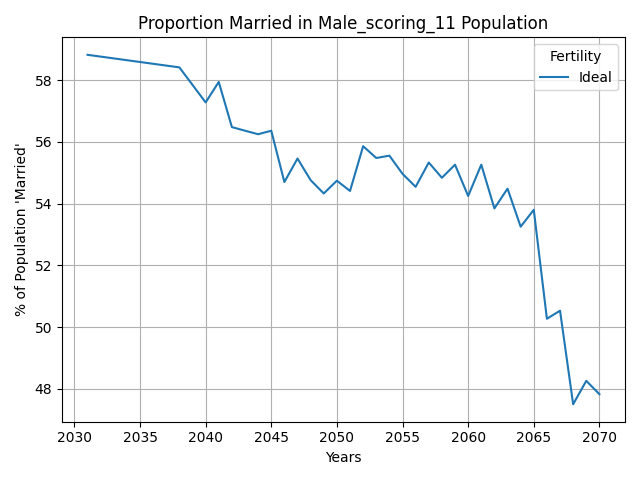 Proportion Married in Male_scoring_11 Population
Fertility
Ideal
% of Population 'Married'
58
56
54
52
50
48
2030 2035 2040 2045 2050 2055 2060 2065 2070
Years